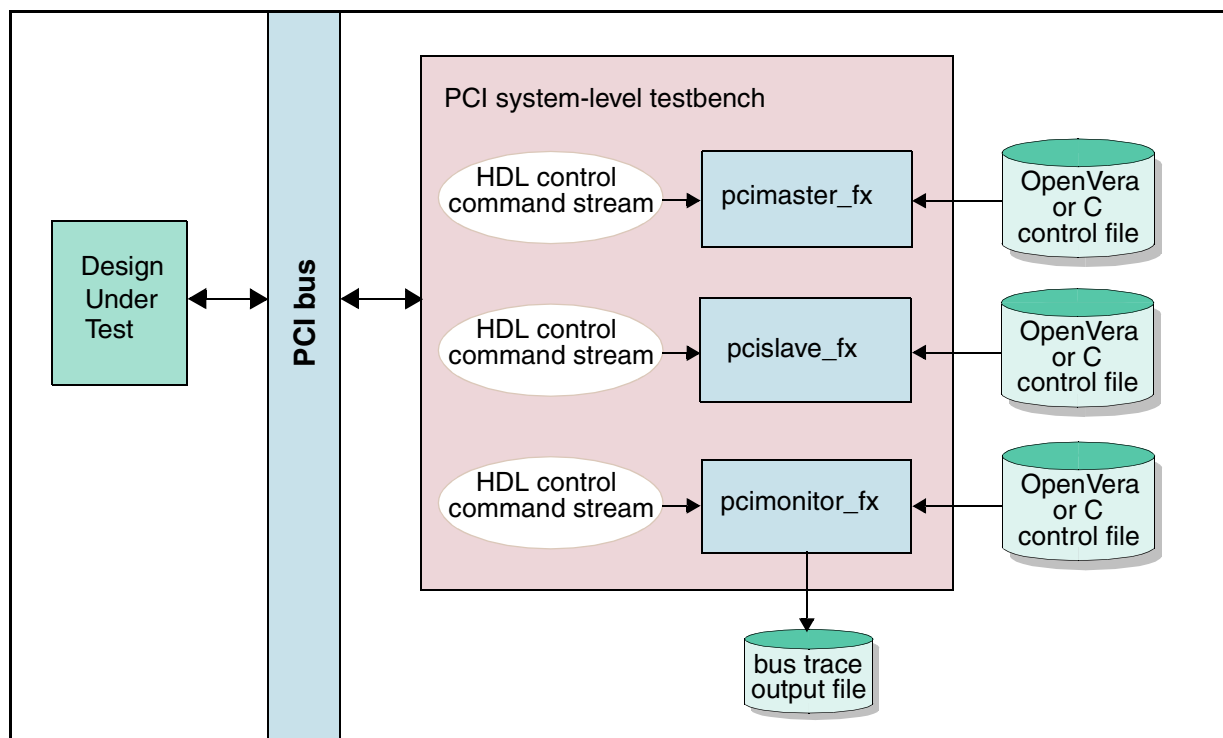 PCI system-level testbench
HDL control
command stream
pcimaster_fx
OpenVera
or C
control file
Design
Under
Test
PCI bus
HDL control
command stream
pcislave_fx
OpenVera
or C
control file
HDL control
command stream
pcimonitor_fx
OpenVera
or C
control file
bus trace
output file